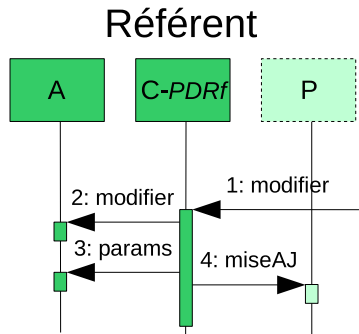 Référent
A
C-PDRf
P
1: modifier
2: modifier
3: params
4: miseAJ